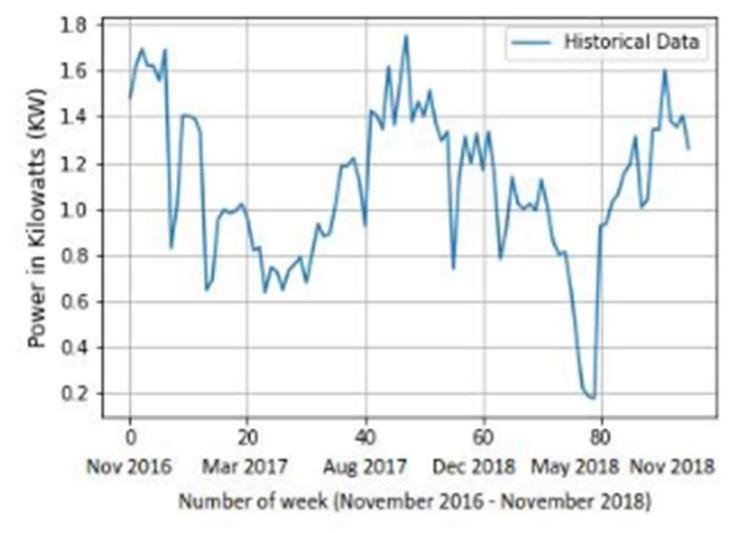 1.8
Historical Data
1.6
1.4
1.2
1.0
0.8
0.6
0.4
0.2
Power in Kilowatts (KW)
0 20 40 60 80
Nov 2016 Mar 2017 Aug 2017 Dec 2018 May 2018 Nov 2018
Number of week (November 2016 - November 2018)